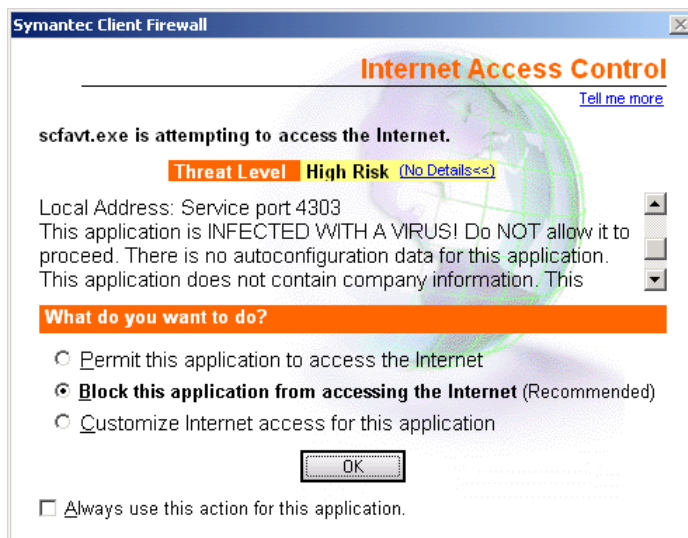 Symantec Client Firewall
Internet Access Control
Tell me more
scfavt.exe is attempting to access the Internet.
Threat Level High Risk (No Details<<)
Local Address: Service port 4303
This application is INFECTED WITH A VIRUS! Do NOT allow it to
proceed. There is no autoconfiguration data for this application.
This application does not contain company information. This
What do you want to do?
Permit this application to access the Internet
Block this application from accessing the Internet (Recommended)
Customize Internet access for this application
OK
Always use this action for this application.